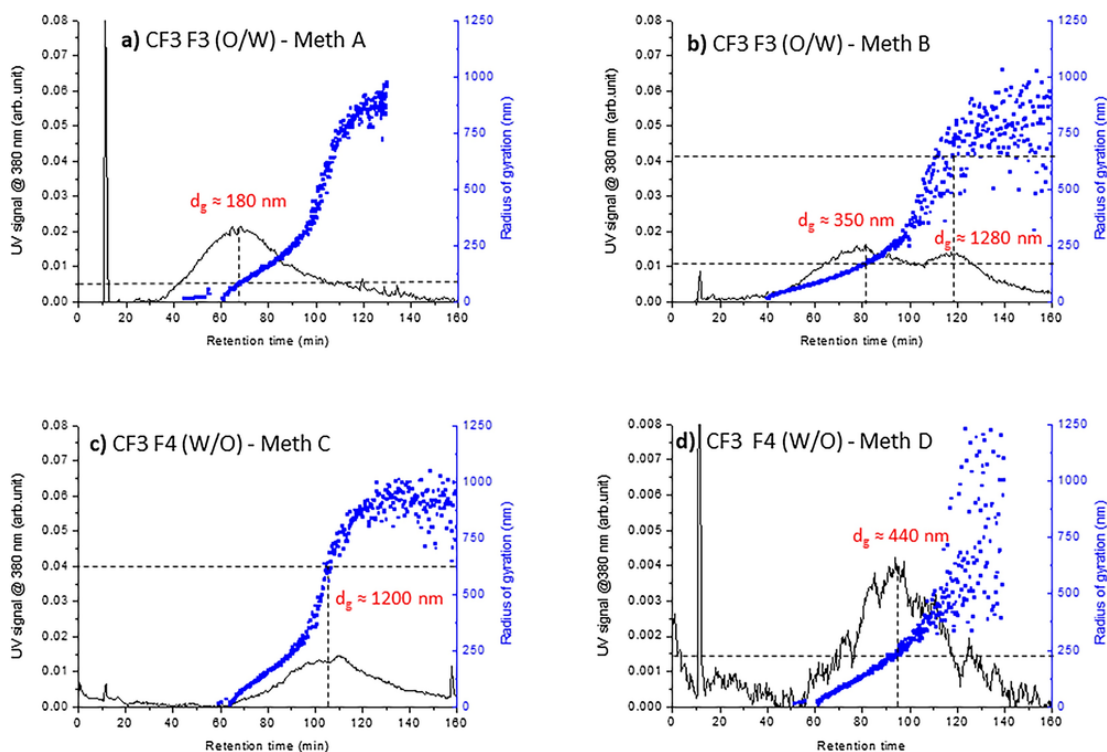 a) CF3 F3 (O/W) - Meth A
UV signal @ 380 nm (arb.unit)
0.08
0.07
0.06
0.05
0.04
0.03
0.02
0.01
0.00
dg ≈ 180 nm
1250
1000
750
500
250
0
Radius of gyration (nm)
0 20 40 60 80 100 120 140 160
Retention time (min)
b) CF3 F3 (O/W) - Meth B
UV signal @ 380 nm (arb.unit)
0.08
0.07
0.06
0.05
0.04
0.03
0.02
0.01
0.00
dg ≈ 350 nm
dg ≈ 1280 nm
1250
1000
750
500
250
0
Radius of gyration (nm)
0 20 40 60 80 100 120 140 160
Retention time (min)
c) CF3 F4 (W/O) - Meth C
UV signal @ 380 nm (arb.unit)
0.08
0.07
0.06
0.05
0.04
0.03
0.02
0.01
0.00
dg ≈ 1200 nm
1250
1000
750
500
250
0
Radius of gyration (nm)
0 20 40 60 80 100 120 140 160
Retention time (min)
d) CF3 F4 (W/O) - Meth D
UV signal @380 nm (arb.unit)
0.008
0.007
0.006
0.005
0.004
0.003
0.002
0.001
0.000
dg ≈ 440 nm
1250
1000
750
500
250
0
Radius of gyration (nm)
0 20 40 60 80 100 120 140 160
Retention time (min)